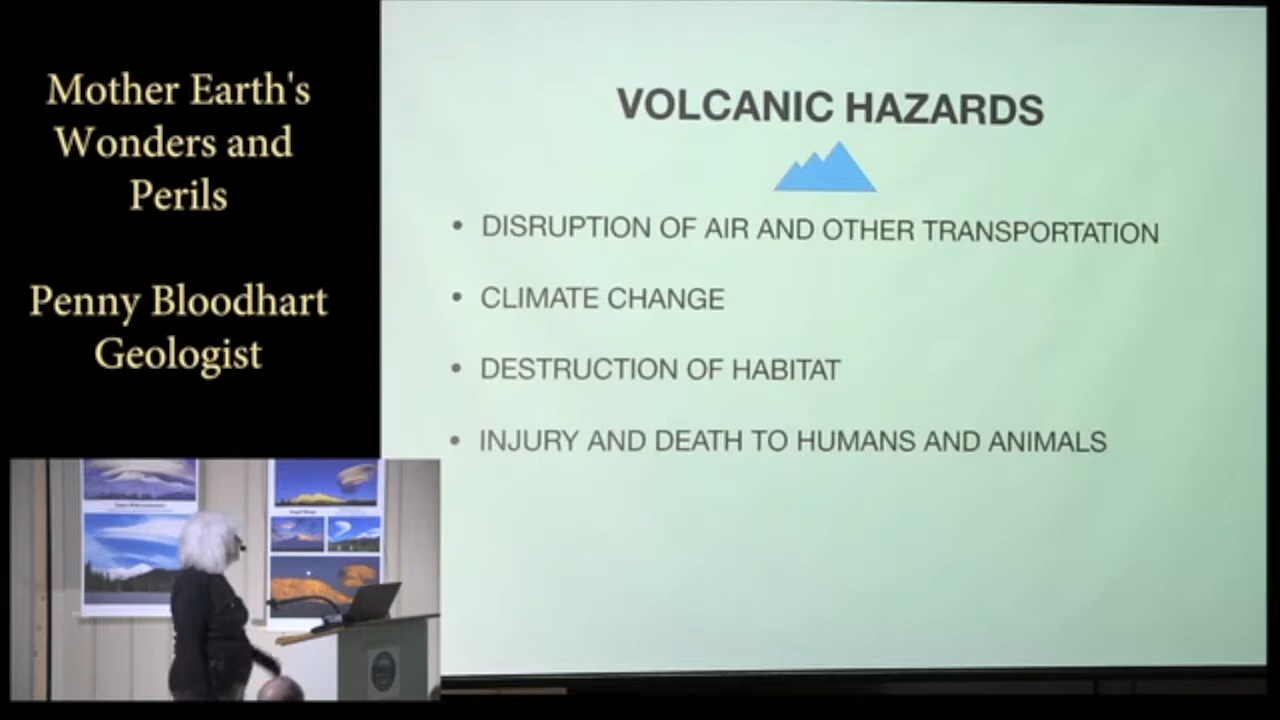 Mother Earth's
Wonders and
Perils
Penny Bloodhart
Geologist
VOLCANIC HAZARDS
• DISRUPTION OF AIR AND OTHER TRANSPORTATION
• CLIMATE CHANGE
• DESTRUCTION OF HABITAT
• INJURY AND DEATH TO HUMANS AND ANIMALS